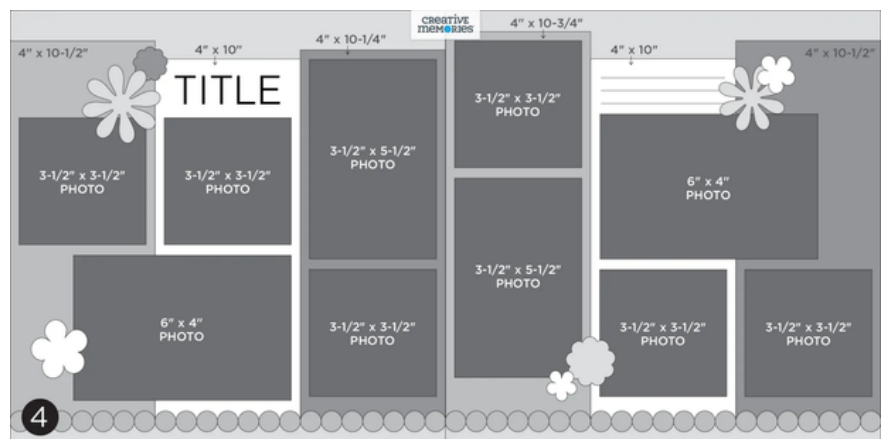 CREATIVE
MEMORIES
4" x 10-1/2"
4" x 10"
4" x 10-1/4"
4" x 10-3/4"
4" x 10"
4" x 10-1/2"
TITLE
3-1/2" x 3-1/2"
PHOTO
3-1/2" x 3-1/2"
PHOTO
3-1/2" x 5-1/2"
PHOTO
6" x 4"
PHOTO
3-1/2" x 3-1/2"
PHOTO
3-1/2" x 3-1/2"
PHOTO
3-1/2" x 5-1/2"
PHOTO
6" x 4"
PHOTO
3-1/2" x 3-1/2"
PHOTO
3-1/2" x 3-1/2"
PHOTO
4